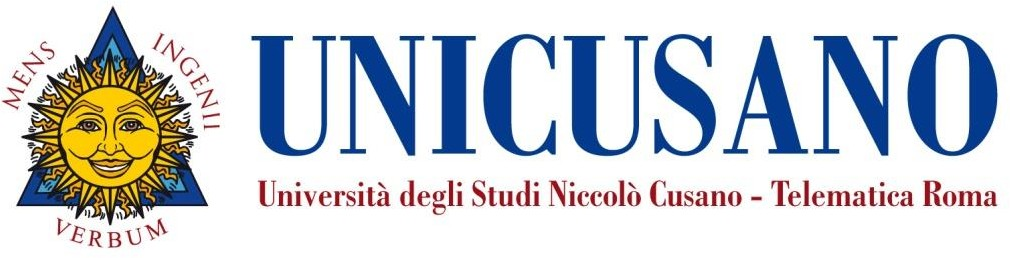 MENS INGENII VERBUM
UNICUSANO
Università degli Studi Niccolò Cusano - Telematica Roma